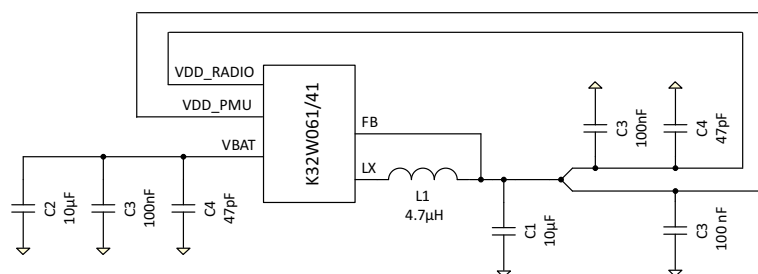 VDD_RADIO
VDD_PMU
VBAT
K32W061/41
FB
LX
L1
4.7µH
C2
10µF
C3
100nF
C4
47pF
C1
10µF
C3
100nF
C4
47pF
C3
100 nF